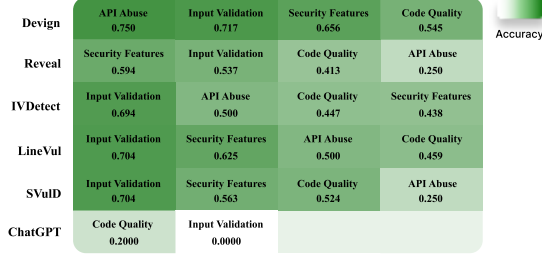 Devign
API Abuse Input Validation Security Features Code Quality
0.750 0.717 0.656 0.545
Reveal
Security Features Input Validation Code Quality API Abuse
0.594 0.537 0.413 0.250
IVDetect
Input Validation API Abuse Code Quality Security Features
0.694 0.500 0.447 0.438
LineVul
Input Validation Security Features API Abuse Code Quality
0.704 0.625 0.500 0.459
SVulD
Input Validation Security Features Code Quality API Abuse
0.704 0.563 0.524 0.250
ChatGPT
Code Quality Input Validation
0.2000 0.0000
Accuracy